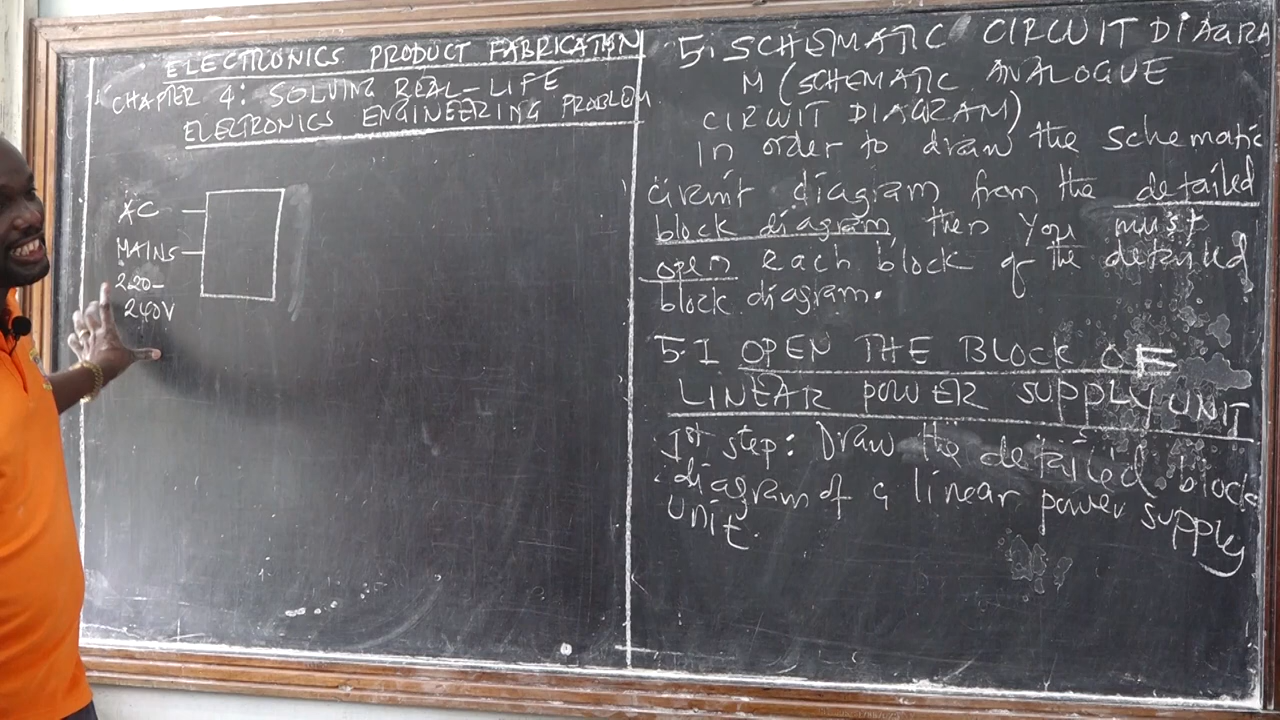 ELECTRONICS PRODUCT FABRICATION
CHAPTER 4: SOLVING REAL-LIFE
ELECTRONICS ENGINEERING PROBLEM
AC
MAINS
220-
240V
5. SCHEMATIC CIRCUIT DIAGRA
M (SCHEMATIC ANALOGUE
CIRCUIT DIAGRAM)
In order to draw the schematic
circuit diagram from the detailed
block diagram then you must
open each block of the detailed
block diagram.
5.1 OPEN THE BLOCK OF
LINEAR POWER SUPPLY UNIT
1st step: Draw the detailed block
diagram of a linear power supply
unit.